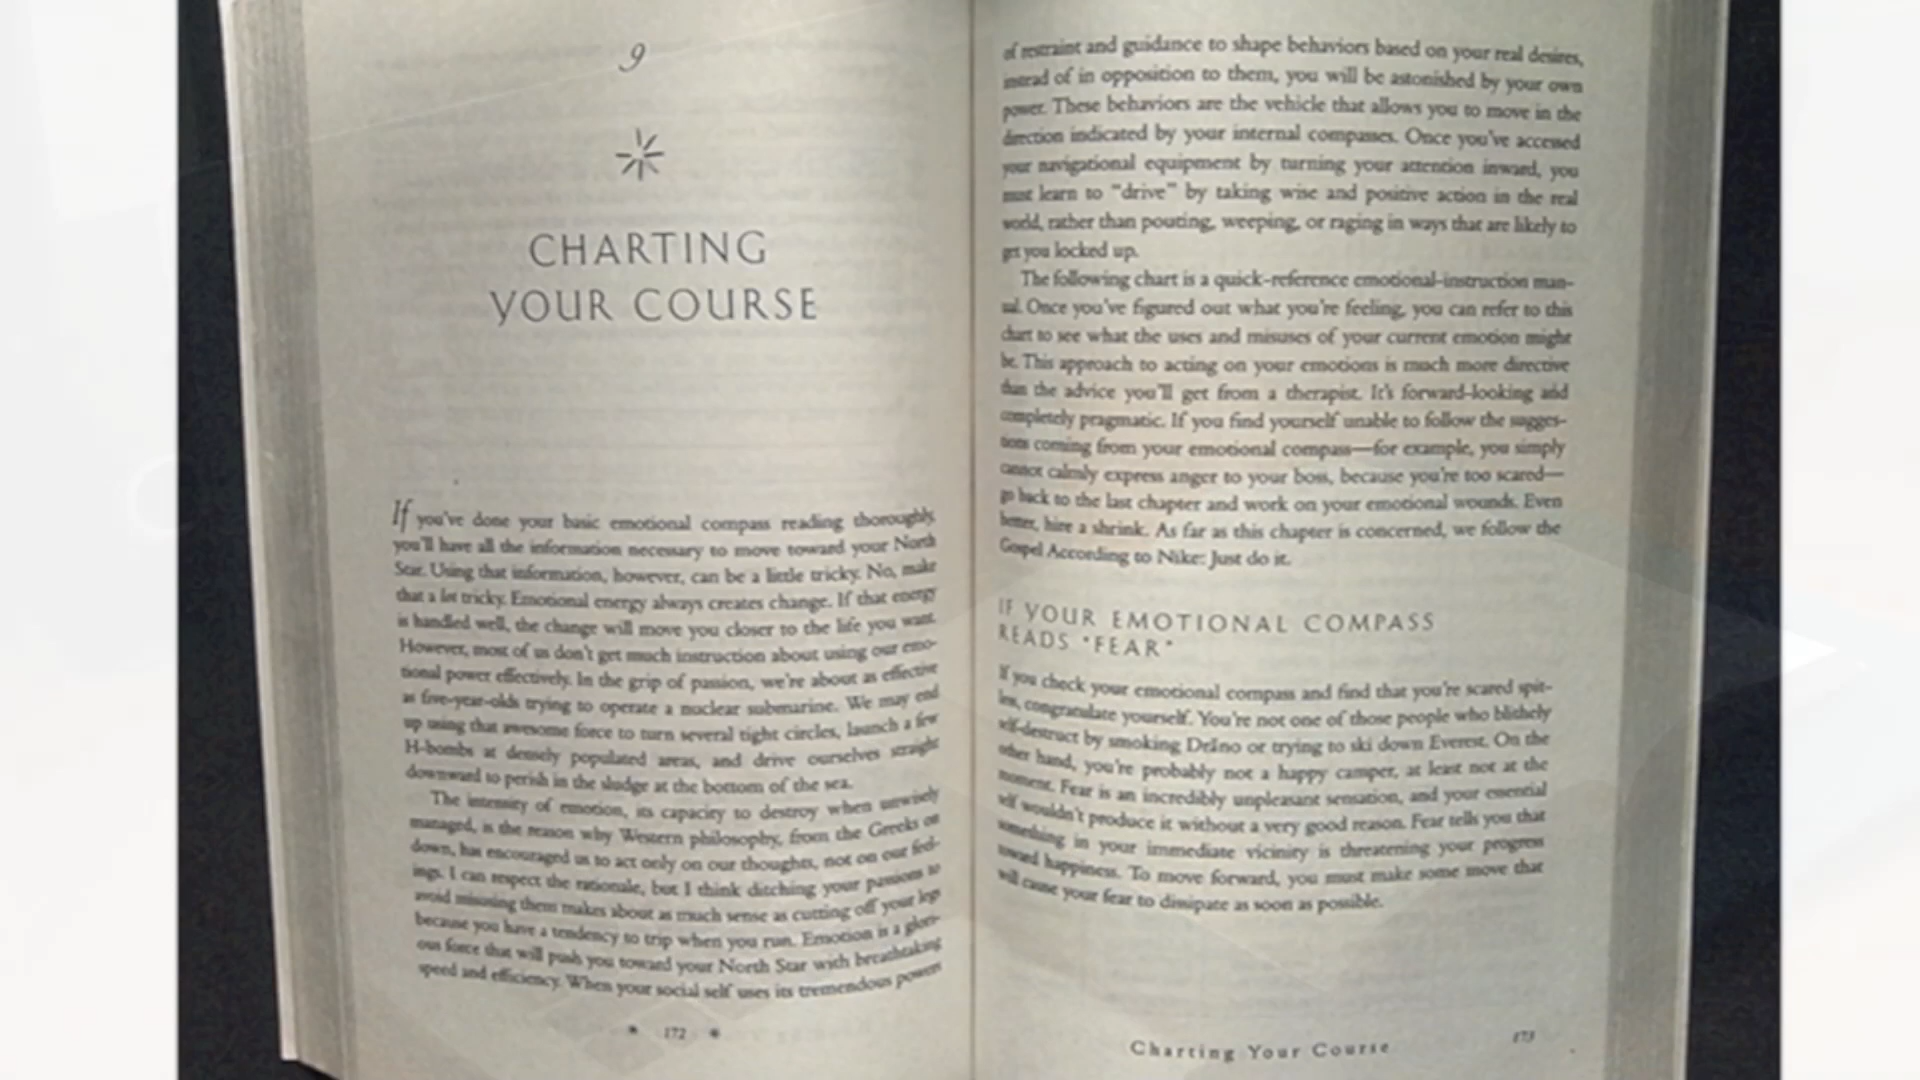 9
CHARTING
YOUR COURSE
If you've done your basic emotional compass reading thoroughly,
you'll have all the information necessary to move toward your North
Star. Using that information, however, can be a little tricky. No, make
that a lot tricky. Emotional energy always creates change. If that energy
is handled well, the change will move you closer to the life you want.
However, most of us don't get much instruction about using our emo-
tional power effectively. In the grip of passion, we're about as effective
as five-year-olds trying to operate a nuclear submarine. We may end
up using that awesome force to turn several tight circles, launch a few
H-bombs at densely populated areas, and drive ourselves straight
downward to perish in the sludge at the bottom of the sea.
The intensity of emotion, its capacity to destroy when unwisely
managed, is the reason why Western philosophy, from the Greeks on
down, has encouraged us to act only on our thoughts, not on our feel-
ings. I can respect the rationale, but I think ditching your passions to
avoid misusing them makes about as much sense as cutting off your legs
because you have a tendency to trip when you run. Emotion is a glori-
ous force that will push you toward your North Star with breathtaking
speed and efficiency. When your social self uses its tremendous powers
172
of restraint and guidance to shape behaviors based on your real desires,
instead of in opposition to them, you will be astonished by your own
power. These behaviors are the vehicle that allows you to move in the
direction indicated by your internal compasses. Once you've accessed
your navigational equipment by turning your attention inward, you
must learn to "drive" by taking wise and positive action in the real
world, rather than pouting, weeping, or raging in ways that are likely to
get you locked up.
The following chart is a quick-reference emotional-instruction man-
ual. Once you've figured out what you're feeling, you can refer to this
chart to see what the uses and misuses of your current emotion might
be. This approach to acting on your emotions is much more directive
than the advice you'll get from a therapist. It's forward-looking and
completely pragmatic. If you find yourself unable to follow the sugges-
tions coming from your emotional compass—for example, you simply
cannot calmly express anger to your boss, because you're too scared—
go back to the last chapter and work on your emotional wounds. Even
better, hire a shrink. As far as this chapter is concerned, we follow the
Gospel According to Nike: Just do it.
IF YOUR EMOTIONAL COMPASS
READS "FEAR"
If you check your emotional compass and find that you're scared spit-
less, congratulate yourself. You're not one of those people who blithely
self-destruct by smoking Drāno or trying to ski down Everest. On the
other hand, you're probably not a happy camper, at least not at the
moment. Fear is an incredibly unpleasant sensation, and your essential
self wouldn't produce it without a very good reason. Fear tells you that
something in your immediate vicinity is threatening your progress
toward happiness. To move forward, you must make some move that
will cause your fear to dissipate as soon as possible.
Charting Your Course
173